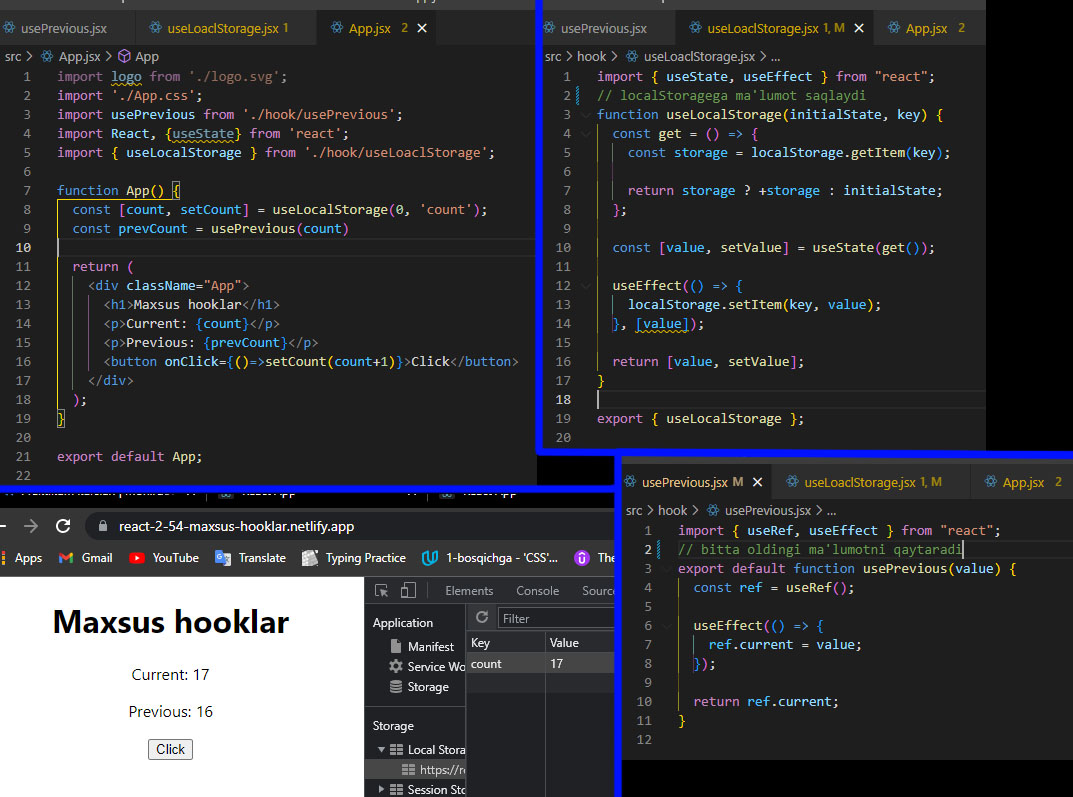 usePrevious.jsx useLoaclStorage.jsx 1 App.jsx 2
src > App.jsx > App
1 import logo from './logo.svg';
2 import './App.css';
3 import usePrevious from './hook/usePrevious';
4 import React, {useState} from 'react';
5 import { useLocalStorage } from './hook/useLoaclStorage';
6
7 function App() {
8 const [count, setCount] = useLocalStorage(0, 'count');
9 const prevCount = usePrevious(count)
10
11 return (
12 <div className="App">
13 <h1>Maxsus hooklar</h1>
14 <p>Current: {count}</p>
15 <p>Previous: {prevCount}</p>
16 <button onClick={()=>setCount(count+1)}>Click</button>
17 </div>
18 );
19 }
20
21 export default App;
22
usePrevious.jsx useLoaclStorage.jsx 1, M App.jsx 2
src > hook > useLoaclStorage.jsx > ...
1 import { useState, useEffect } from "react";
2 // localStoragega ma'lumot saqlaydi
3 function useLocalStorage(initialState, key) {
4 const get = () => {
5 const storage = localStorage.getItem(key);
6
7 return storage ? +storage : initialState;
8 };
9
10 const [value, setValue] = useState(get());
11
12 useEffect(() => {
13 localStorage.setItem(key, value);
14 }, [value]);
15
16 return [value, setValue];
17 }
18
19 export { useLocalStorage };
20
usePrevious.jsx M useLoaclStorage.jsx 1, M App.jsx 2
src > hook > usePrevious.jsx > ...
1 import { useRef, useEffect } from "react";
2 // bitta oldingi ma'lumotni qaytaradi
3 export default function usePrevious(value) {
4 const ref = useRef();
5
6 useEffect(() => {
7 ref.current = value;
8 });
9
10 return ref.current;
11 }
12
react-2-54-maxsus-hooklar.netlify.app
Apps Gmail YouTube Translate Typing Practice 1-bosqichga - 'CSS'... The
Maxsus hooklar
Current: 17
Previous: 16
Click
Elements Console Sourc
Application
Manifest
Service Wo
Storage
Storage
Local Stora
https://r
Session Sto
Filter
Key Value
count 17